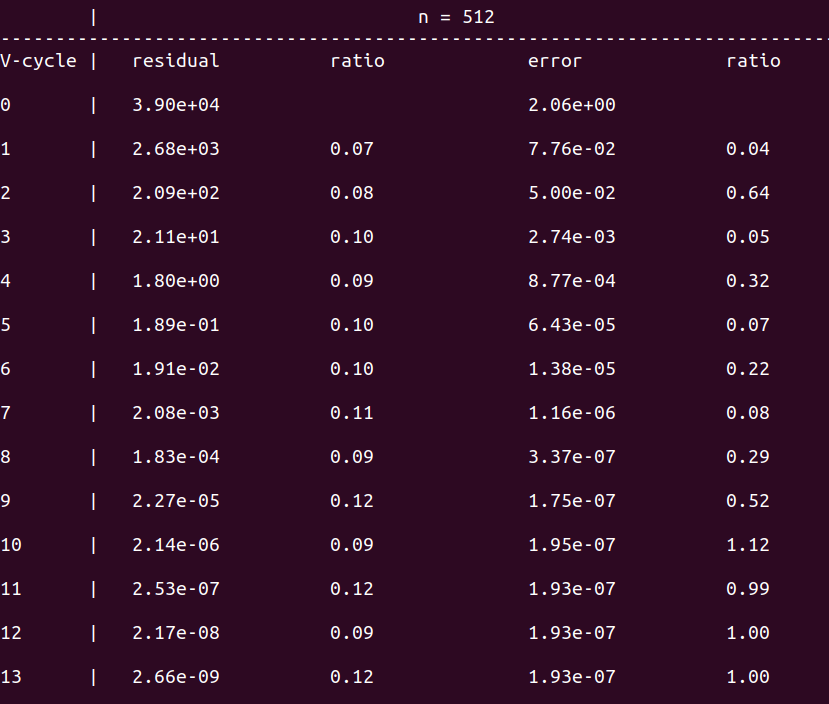 | n = 512
--------------------------------------------------------------------------
V-cycle | residual ratio error ratio
0 | 3.90e+04 2.06e+00
1 | 2.68e+03 0.07 7.76e-02 0.04
2 | 2.09e+02 0.08 5.00e-02 0.64
3 | 2.11e+01 0.10 2.74e-03 0.05
4 | 1.80e+00 0.09 8.77e-04 0.32
5 | 1.89e-01 0.10 6.43e-05 0.07
6 | 1.91e-02 0.10 1.38e-05 0.22
7 | 2.08e-03 0.11 1.16e-06 0.08
8 | 1.83e-04 0.09 3.37e-07 0.29
9 | 2.27e-05 0.12 1.75e-07 0.52
10 | 2.14e-06 0.09 1.95e-07 1.12
11 | 2.53e-07 0.12 1.93e-07 0.99
12 | 2.17e-08 0.09 1.93e-07 1.00
13 | 2.66e-09 0.12 1.93e-07 1.00